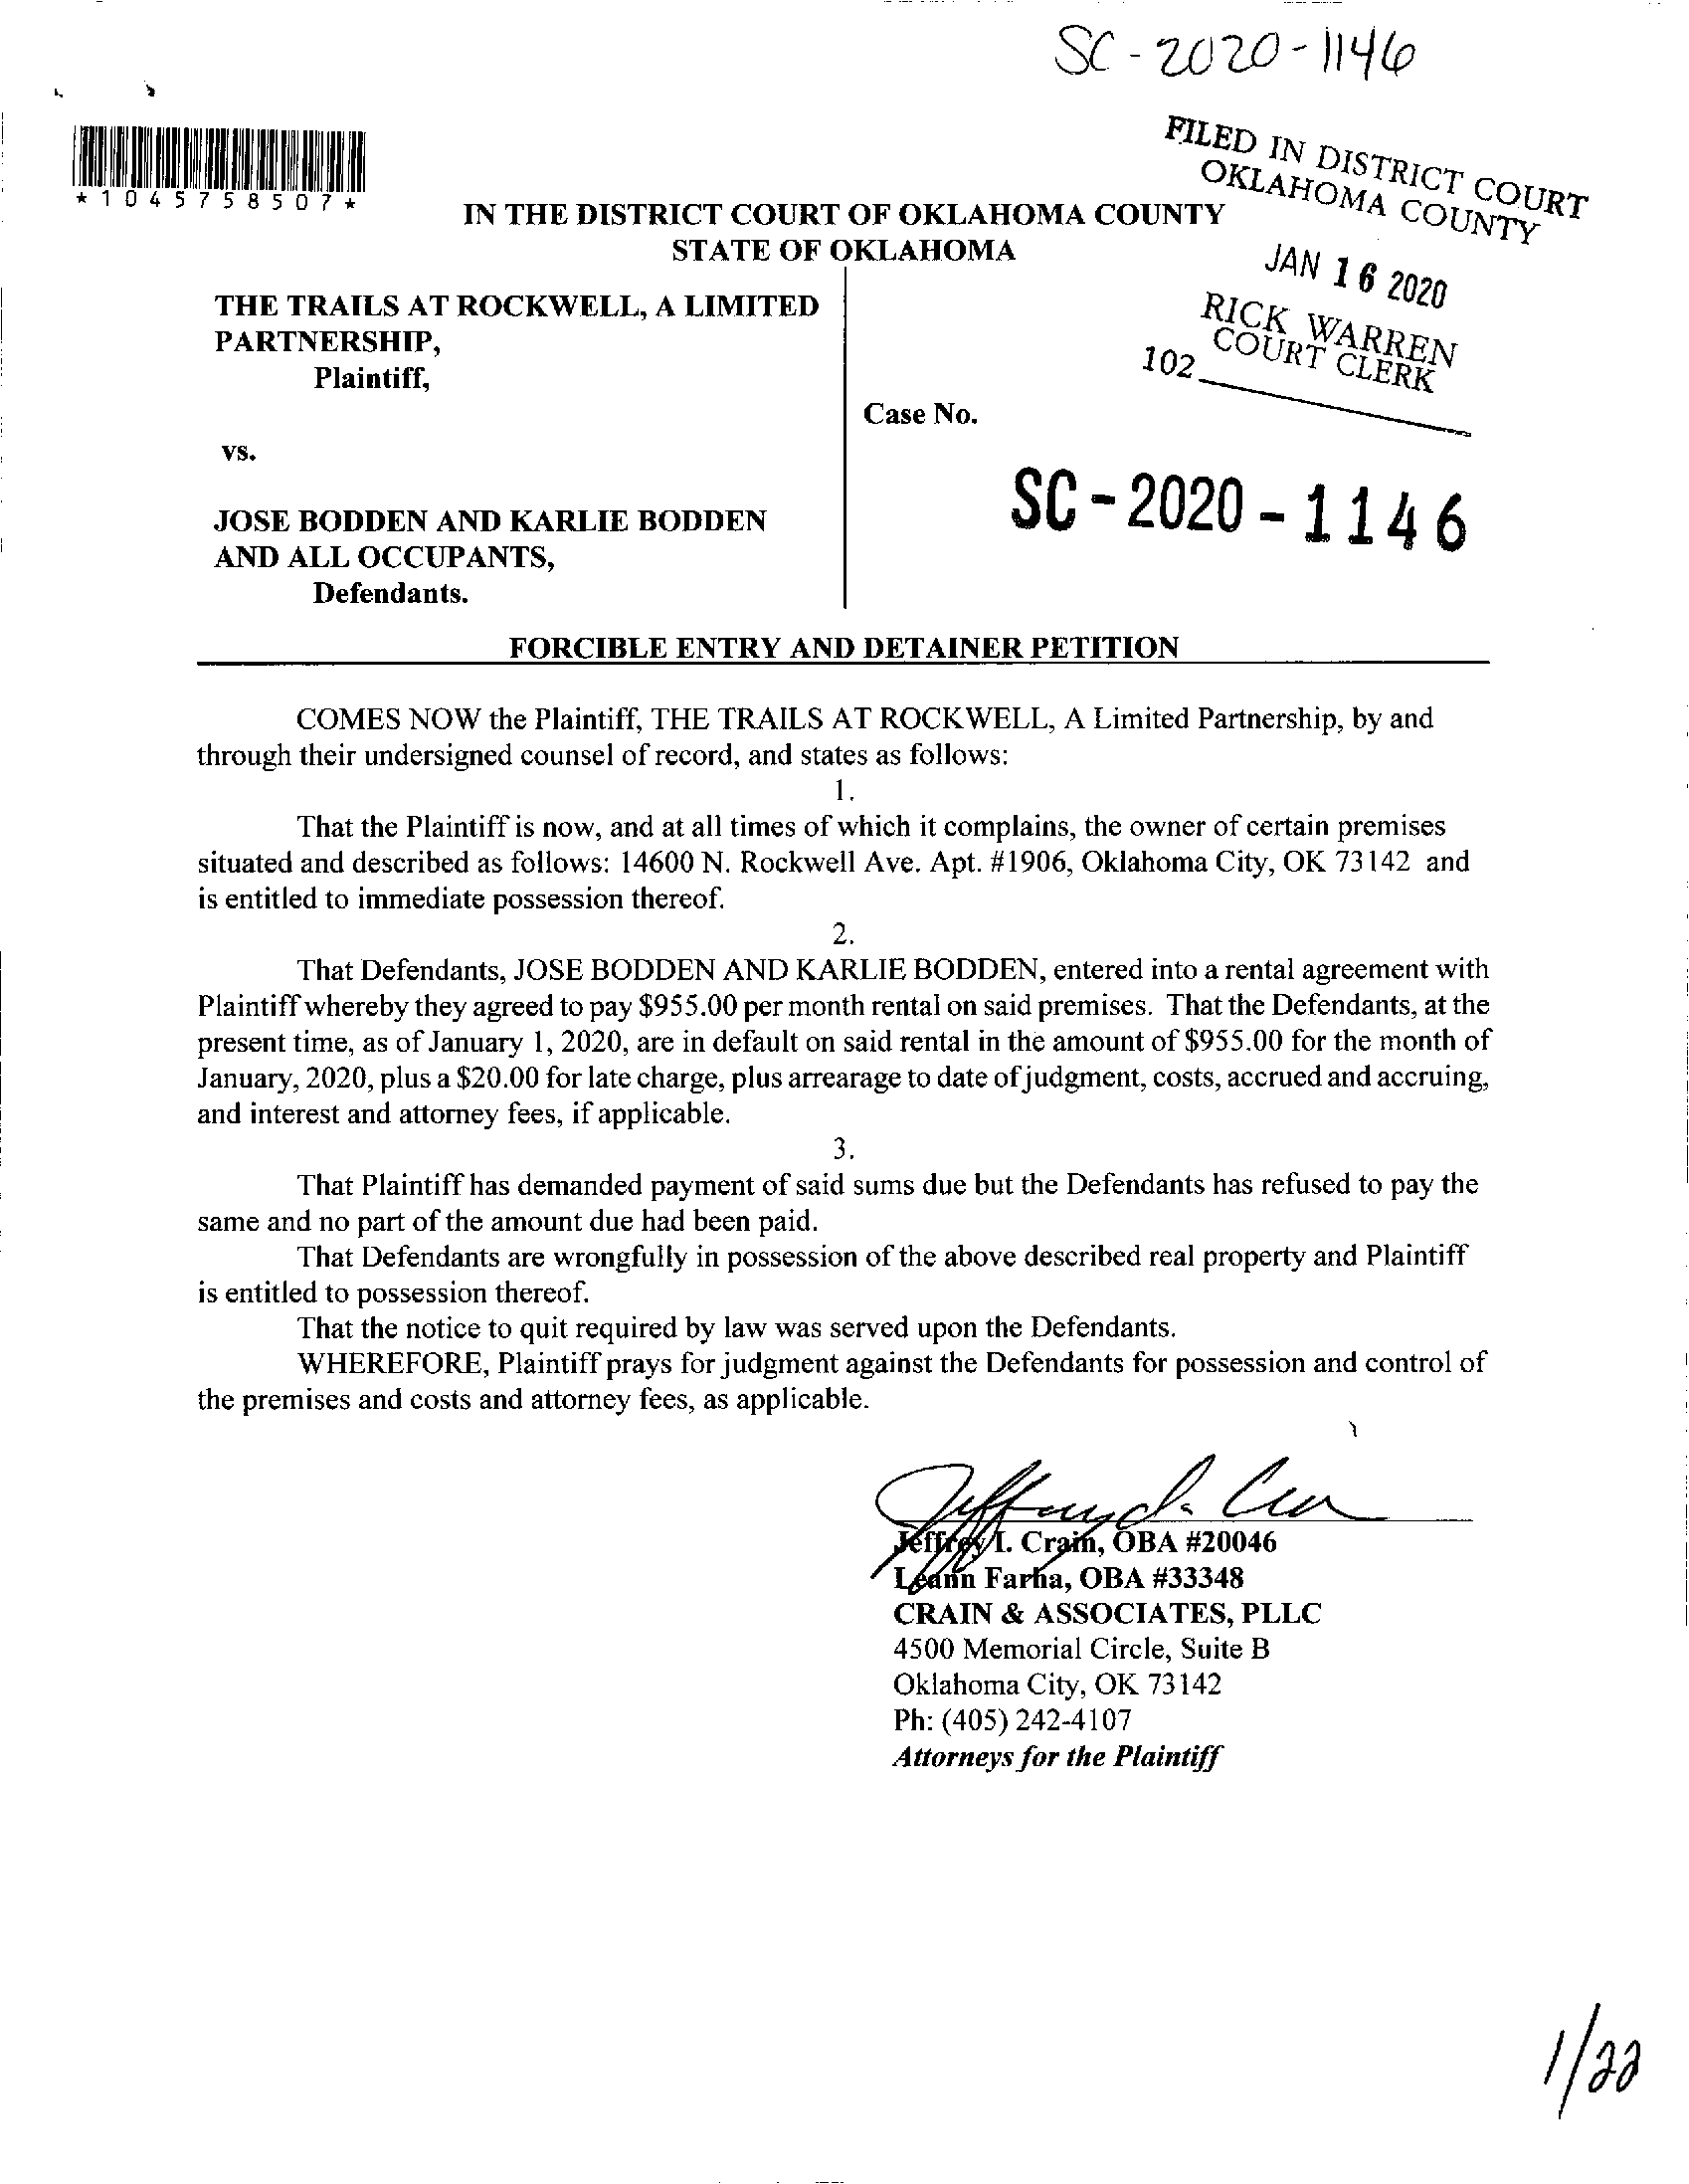 SC-2020-1146
*1045758507*
FILED IN DISTRICT COURT
OKLAHOMA COUNTY
JAN 16 2020
RICK WARREN
COURT CLERK
102
IN THE DISTRICT COURT OF OKLAHOMA COUNTY
STATE OF OKLAHOMA
THE TRAILS AT ROCKWELL, A LIMITED
PARTNERSHIP,
Plaintiff,
Case No.
vs.
SC-2020-1146
JOSE BODDEN AND KARLIE BODDEN
AND ALL OCCUPANTS,
Defendants.
FORCIBLE ENTRY AND DETAINER PETITION
COMES NOW the Plaintiff, THE TRAILS AT ROCKWELL, A Limited Partnership, by and
through their undersigned counsel of record, and states as follows:
1.
That the Plaintiff is now, and at all times of which it complains, the owner of certain premises
situated and described as follows: 14600 N. Rockwell Ave. Apt. #1906, Oklahoma City, OK 73142 and
is entitled to immediate possession thereof.
2.
That Defendants, JOSE BODDEN AND KARLIE BODDEN, entered into a rental agreement with
Plaintiff whereby they agreed to pay $955.00 per month rental on said premises. That the Defendants, at the
present time, as of January 1, 2020, are in default on said rental in the amount of $955.00 for the month of
January, 2020, plus a $20.00 for late charge, plus arrearage to date of judgment, costs, accrued and accruing,
and interest and attorney fees, if applicable.
3.
That Plaintiff has demanded payment of said sums due but the Defendants has refused to pay the
same and no part of the amount due had been paid.
That Defendants are wrongfully in possession of the above described real property and Plaintiff
is entitled to possession thereof.
That the notice to quit required by law was served upon the Defendants.
WHEREFORE, Plaintiff prays for judgment against the Defendants for possession and control of
the premises and costs and attorney fees, as applicable.
Jeffrey I. Crain, OBA #20046
Leann Farha, OBA #33348
CRAIN & ASSOCIATES, PLLC
4500 Memorial Circle, Suite B
Oklahoma City, OK 73142
Ph: (405) 242-4107
Attorneys for the Plaintiff
1/22